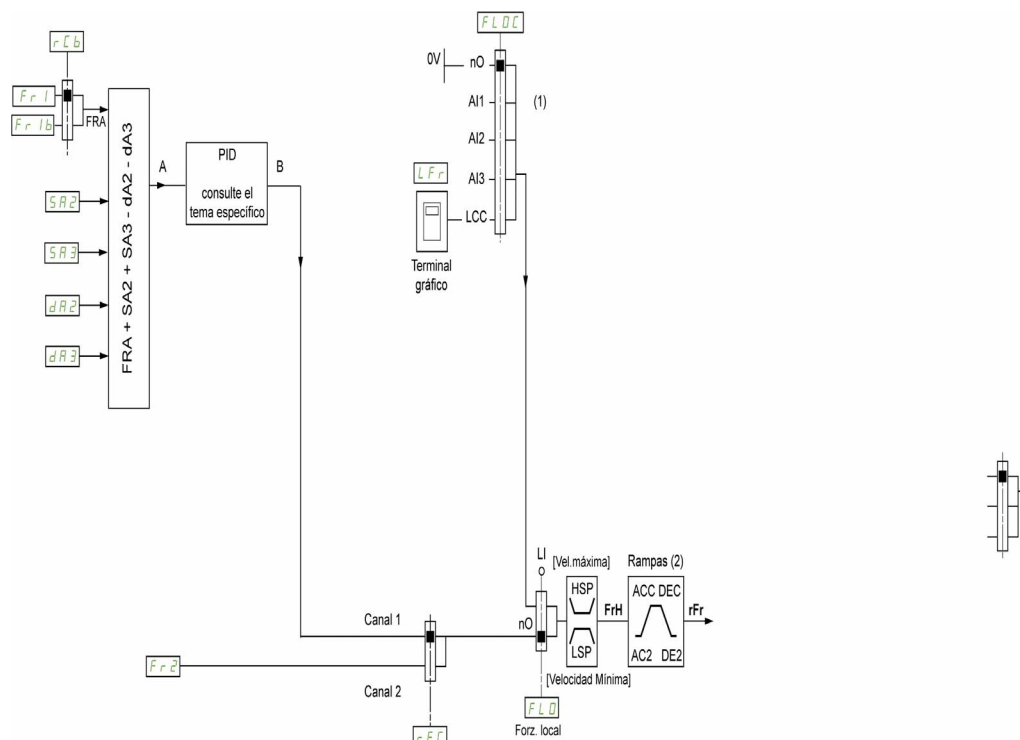 FLOC
rCb
0V
nO
Fr1
AI1
(1)
Fr1b
FRA
FRA + SA2 + SA3 - dA2 - dA3
A
PID
consulte el
tema específico
B
AI2
LFr
AI3
SA2
LCC
SA3
Terminal
gráfico
dA2
dA3
LI
[Vel.máxima]
Rampas (2)
HSP
ACC DEC
Canal 1
nO
FrH
rFr
LSP
AC2 DE2
Fr2
[Velocidad Mínima]
Canal 2
FLO
Forz. local
rFC